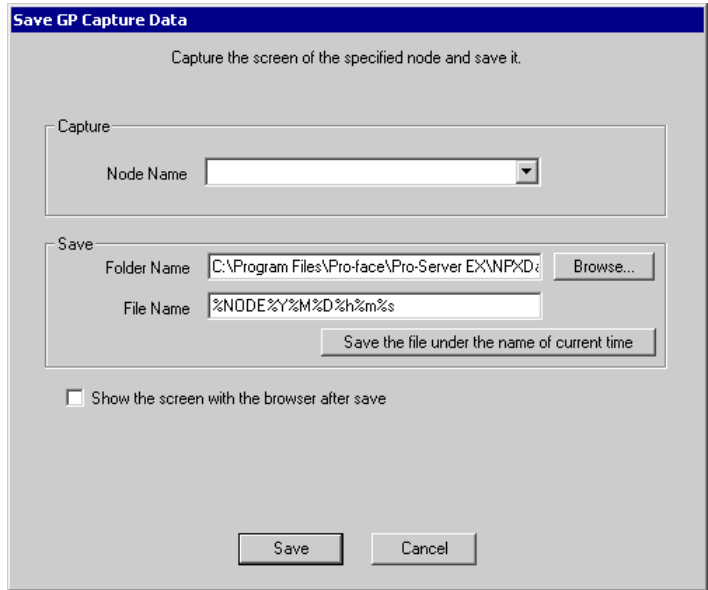 Save GP Capture Data
Capture the screen of the specified node and save it.
Capture
Node Name
Save
Folder Name C:\Program Files\Pro-face\Pro-Server EX\NPXDa Browse...
File Name %NODE%Y%M%D%h%m%s
Save the file under the name of current time
Show the screen with the browser after save
Save Cancel